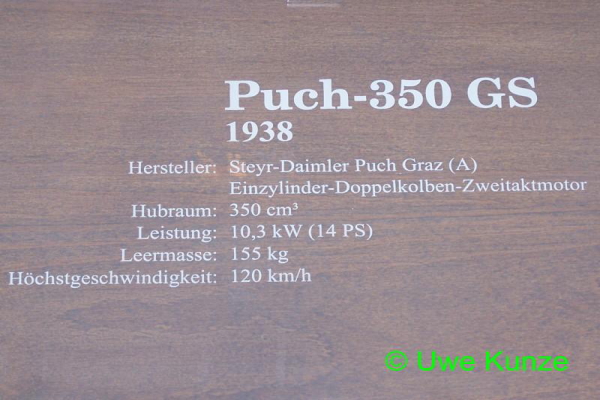 Puch-350 GS
1938
Hersteller: Steyr-Daimler Puch Graz (A)
Einzylinder-Doppelkolben-Zweitaktmotor
Hubraum: 350 cm³
Leistung: 10,3 kW (14 PS)
Leermasse: 155 kg
Höchstgeschwindigkeit: 120 km/h
© Uwe Kunze